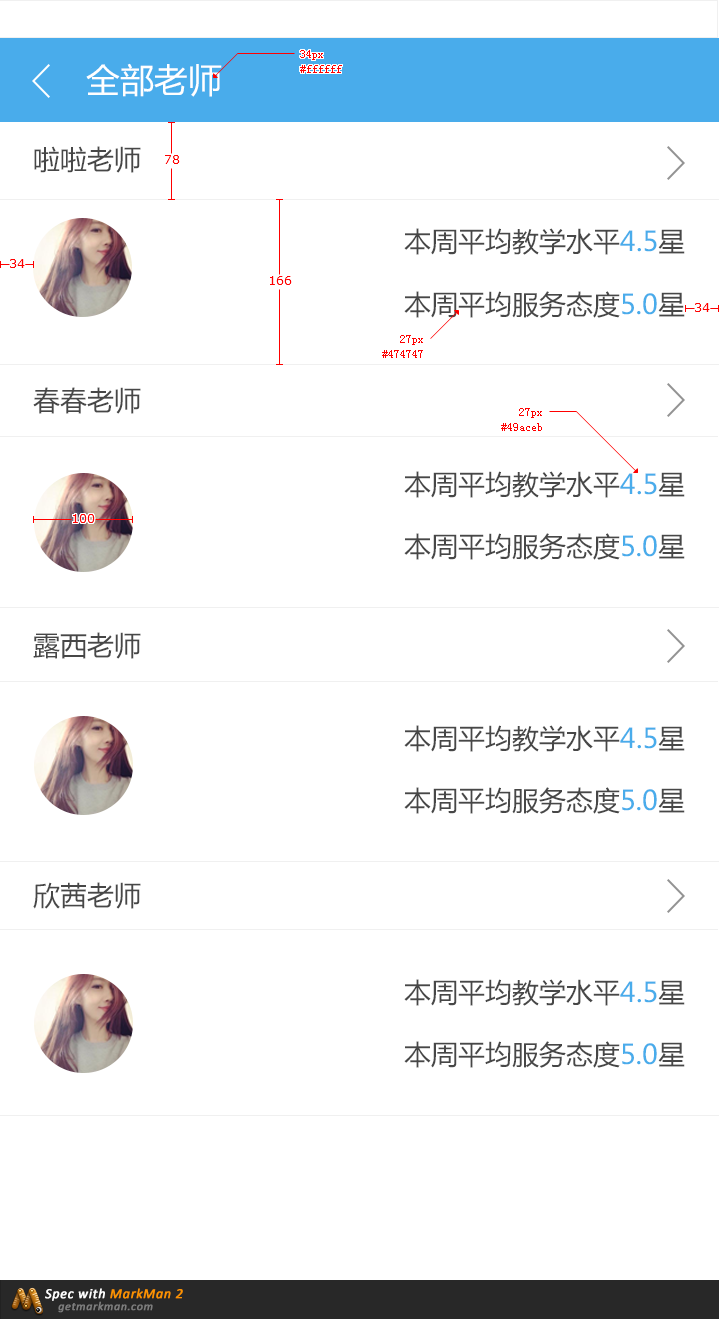 全部老师
34px
#ffffff
啦啦老师
78
34
166
本周平均教学水平4.5星
本周平均服务态度5.0星
34
27px
#474747
春春老师
27px
#49aceb
100
本周平均教学水平4.5星
本周平均服务态度5.0星
露西老师
本周平均教学水平4.5星
本周平均服务态度5.0星
欣茜老师
本周平均教学水平4.5星
本周平均服务态度5.0星
Spec with MarkMan 2
getmarkman.com